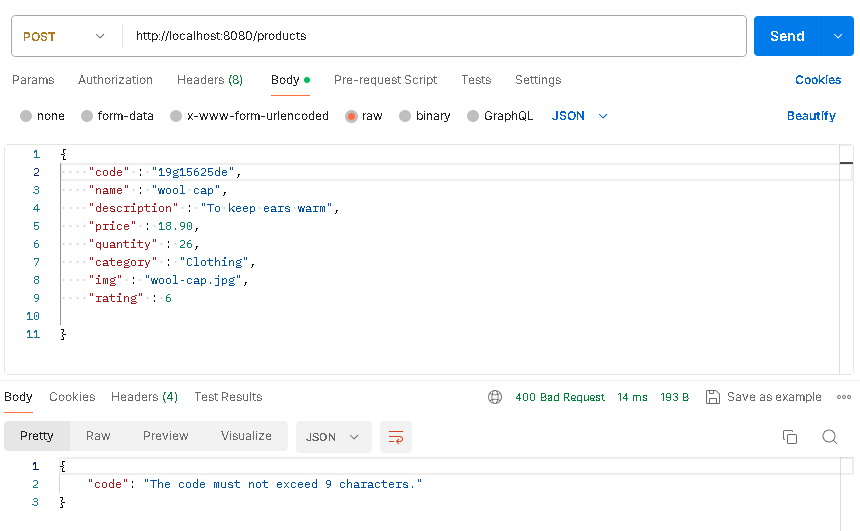 POST http://localhost:8080/products Send
Params Authorization Headers (8) Body Pre-request Script Tests Settings Cookies
none form-data x-www-form-urlencoded raw binary GraphQL JSON Beautify
1 {
2 "code" : "19g15625de",
3 "name" : "wool cap",
4 "description" : "To keep ears warm",
5 "price" : 18.90,
6 "quantity" : 26,
7 "category" : "Clothing",
8 "img" : "wool-cap.jpg",
9 "rating" : 6
10
11 }
Body Cookies Headers (4) Test Results 400 Bad Request 14 ms 193 B Save as example
Pretty Raw Preview Visualize JSON
1 {
2 "code": "The code must not exceed 9 characters."
3 }